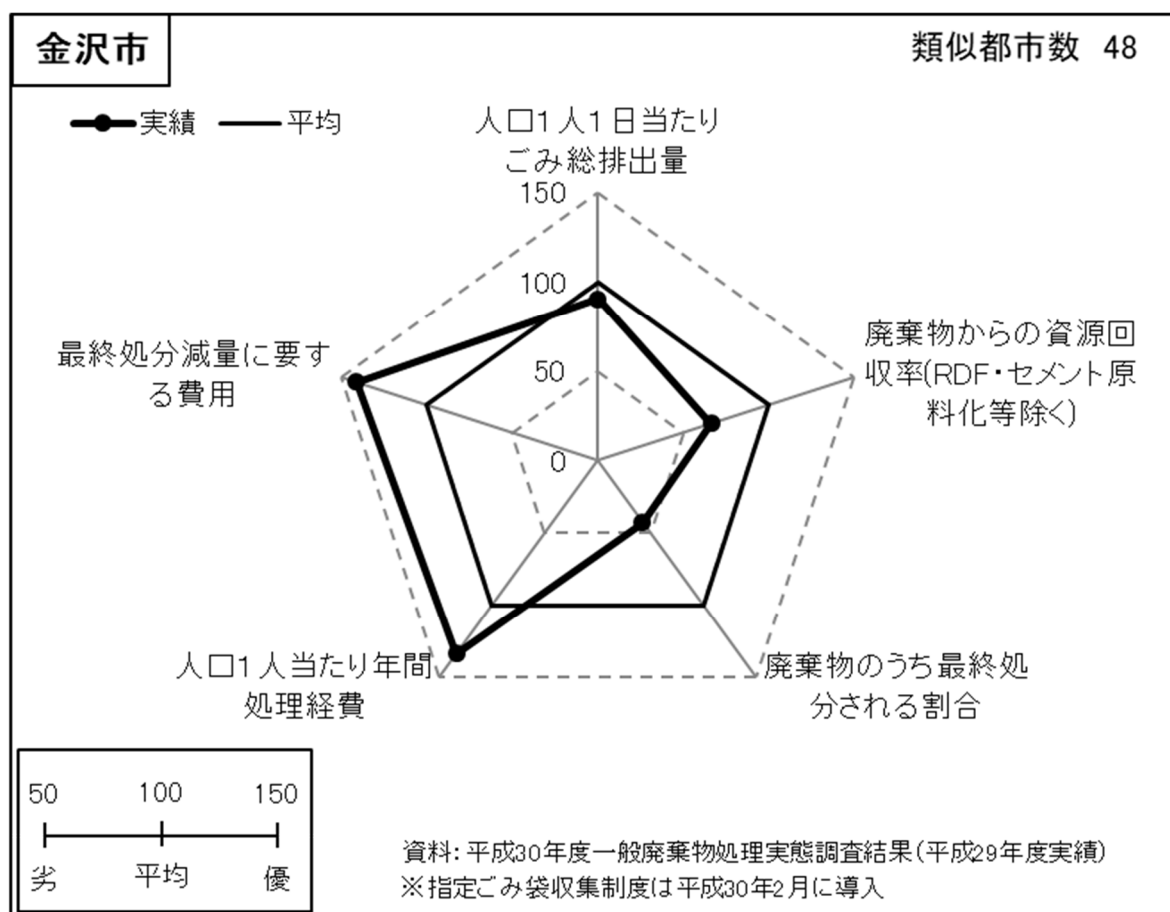 金沢市
類似都市数 48
実績 平均
人口1人1日当たり
ごみ総排出量
150
100
50
0
廃棄物からの資源回
収率(RDF・セメント原
料化等除く)
最終処分減量に要す
る費用
人口1人当たり年間
処理経費
廃棄物のうち最終処
分される割合
50 100 150
劣 平均 優
資料:平成30年度一般廃棄物処理実態調査結果(平成29年度実績)
※指定ごみ袋収集制度は平成30年2月に導入